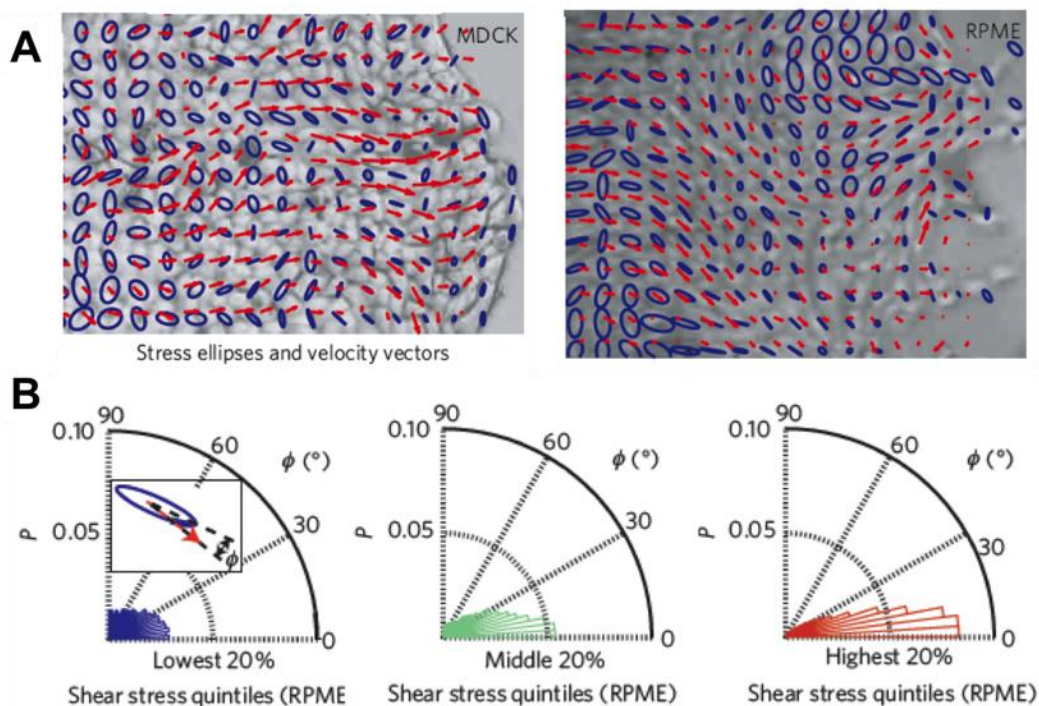 A
MDCK
RPME
Stress ellipses and velocity vectors
B
90
0.10
60
ϕ (°)
0.05
30
P
ϕ
0
Lowest 20%
Shear stress quintiles (RPME
90
0.10
60
ϕ (°)
0.05
30
P
0
Middle 20%
Shear stress quintiles (RPME)
90
0.10
60
ϕ (°)
0.05
30
P
0
Highest 20%
Shear stress quintiles (RPME)